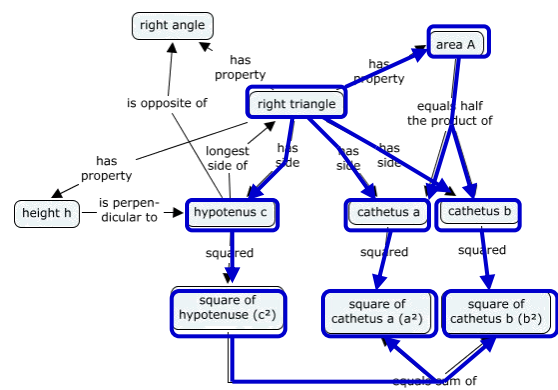 right angle
area A
has
property
has
property
is opposite of
right triangle
equals half
the product of
has
property
longest
side of
has
side
has
side
has
side
height h
is perpen-
dicular to
hypotenus c
cathetus a
cathetus b
squared
squared
squared
square of
hypotenuse (c²)
square of
cathetus a (a²)
square of
cathetus b (b²)
equals sum of